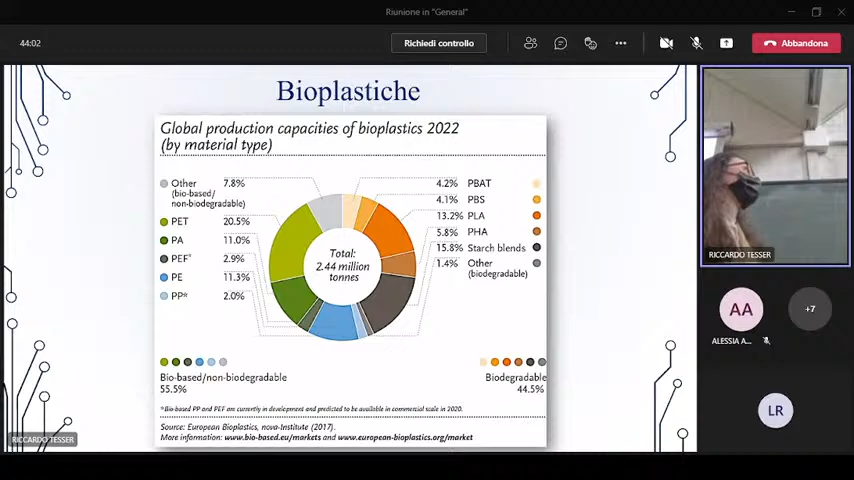 Riunione in "General"
44:02
Richiedi controllo
Abbandona
Bioplastiche
Global production capacities of bioplastics 2022
(by material type)
Other 7.8%
(bio-based/
non-biodegradable)
PET 20.5%
PA 11.0%
PEF* 2.9%
PE 11.3%
PP* 2.0%
Total:
2.44 million
tonnes
4.2% PBAT
4.1% PBS
13.2% PLA
5.8% PHA
15.8% Starch blends
1.4% Other
(biodegradable)
Bio-based/non-biodegradable
55.5%
Biodegradable
44.5%
*Bio-based PP and PEF are currently in development and predicted to be available in commercial scale in 2020.
Source: European Bioplastics, nova-Institute (2017).
More information: www.bio-based.eu/markets and www.european-bioplastics.org/market
RICCARDO TESSER
RICCARDO TESSER
AA
+7
ALESSIA A...
LR